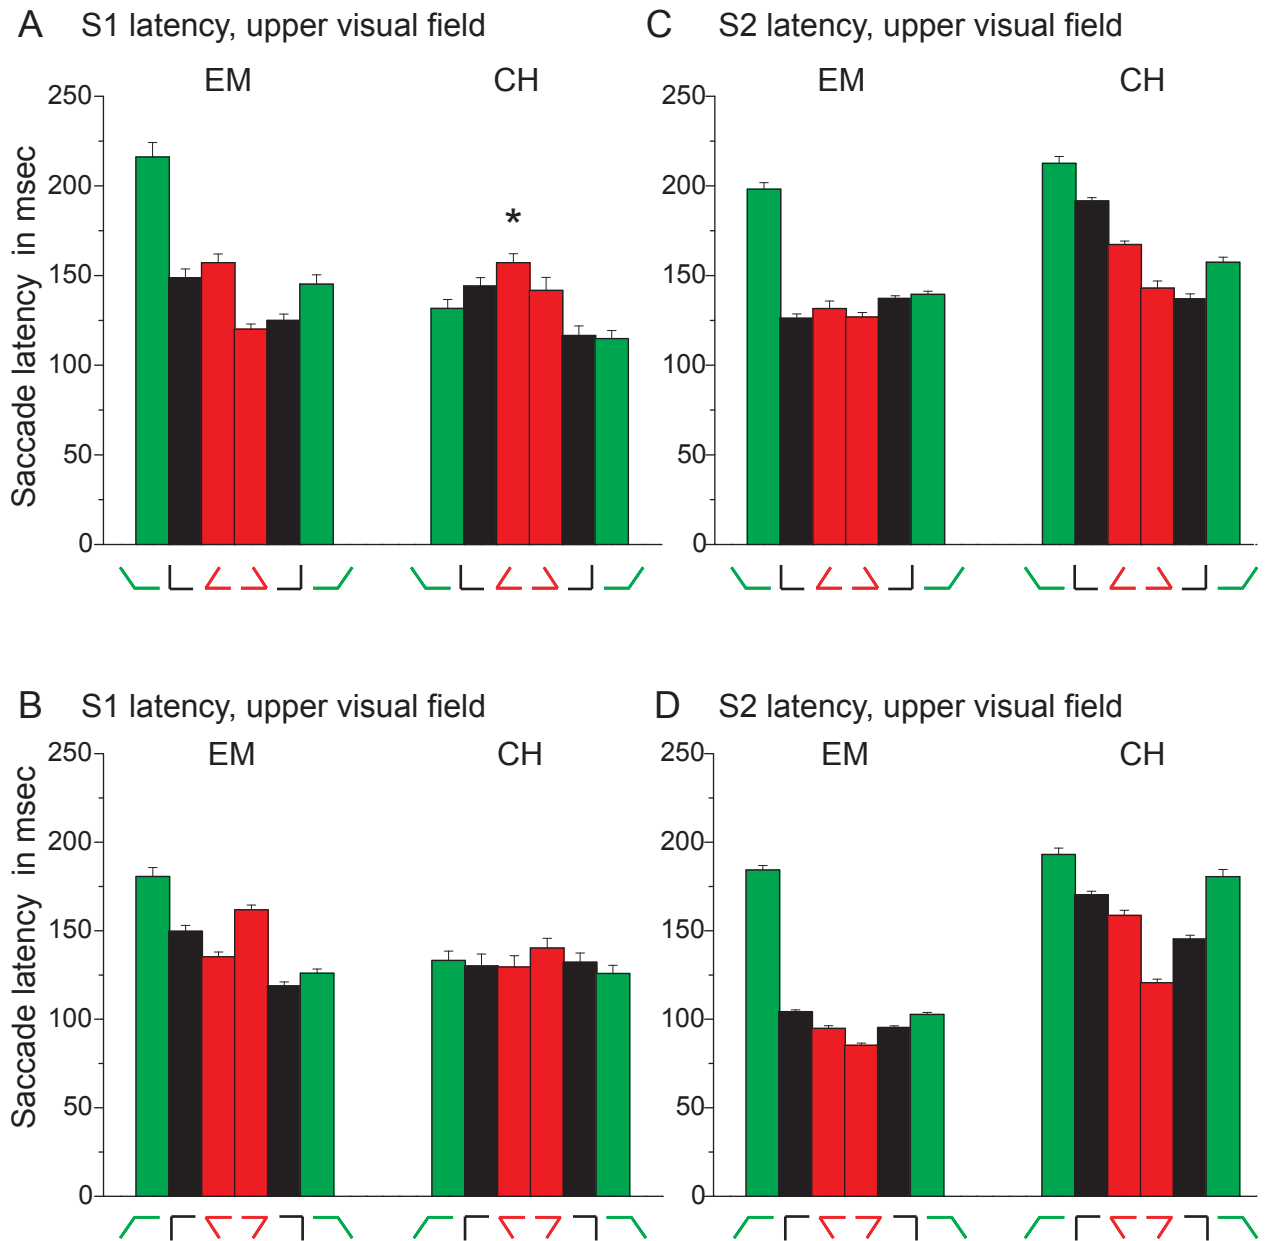 A S1 latency, upper visual field
C S2 latency, upper visual field
EM CH
EM CH
Saccade latency in msec
250
200
150
100
50
0
*
250
200
150
100
50
0
B S1 latency, upper visual field
D S2 latency, upper visual field
EM CH
EM CH
Saccade latency in msec
250
200
150
100
50
0
250
200
150
100
50
0